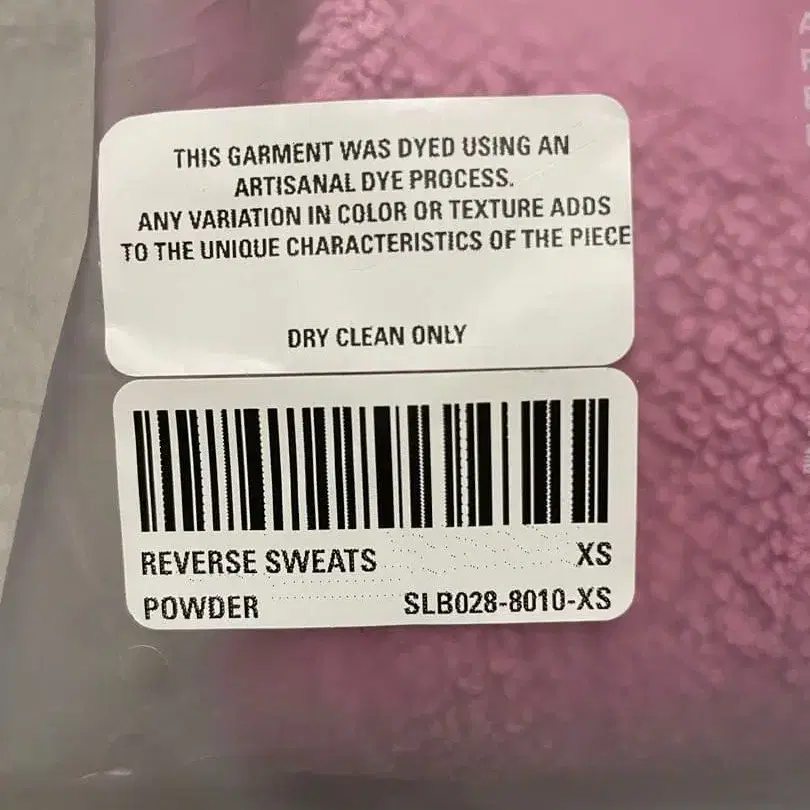 THIS GARMENT WAS DYED USING AN
ARTISANAL DYE PROCESS.
ANY VARIATION IN COLOR OR TEXTURE ADDS
TO THE UNIQUE CHARACTERISTICS OF THE PIECE
DRY CLEAN ONLY
REVERSE SWEATS XS
POWDER SLB028-8010-XS